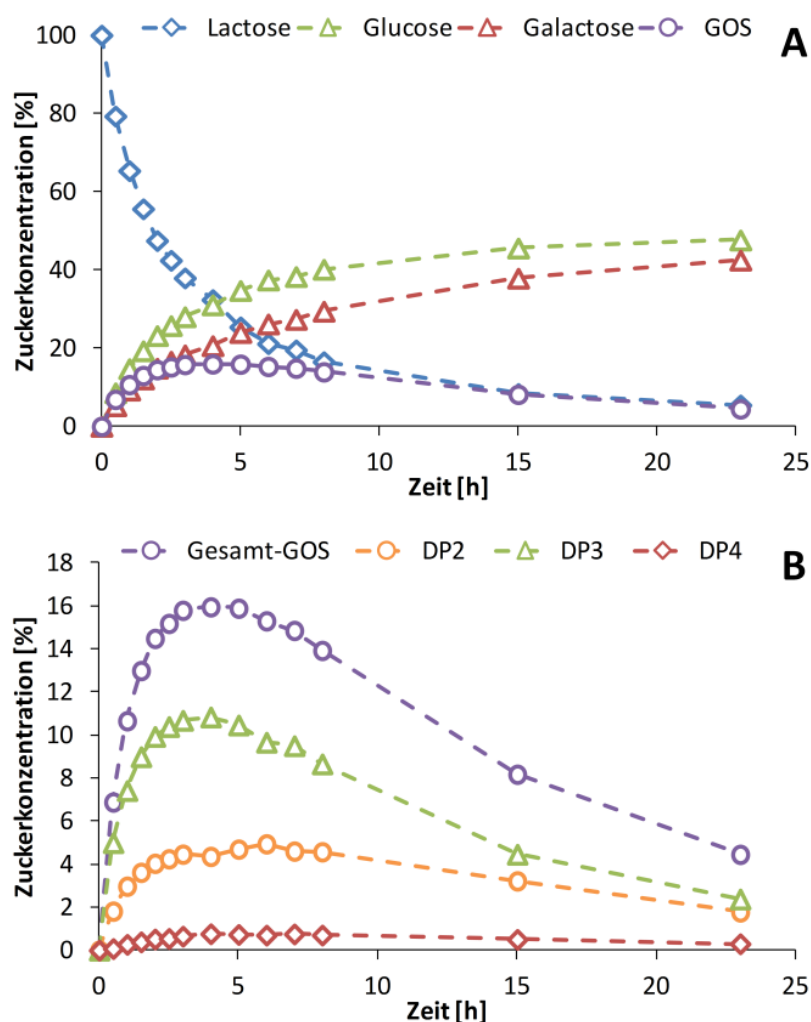 Lactose Glucose Galactose GOS
A
Zuckerkonzentration [%]
100
80
60
40
20
0
0 5 10 15 20 25
Zeit [h]
Gesamt-GOS DP2 DP3 DP4
B
Zuckerkonzentration [%]
18
16
14
12
10
8
6
4
2
0
0 5 10 15 20 25
Zeit [h]